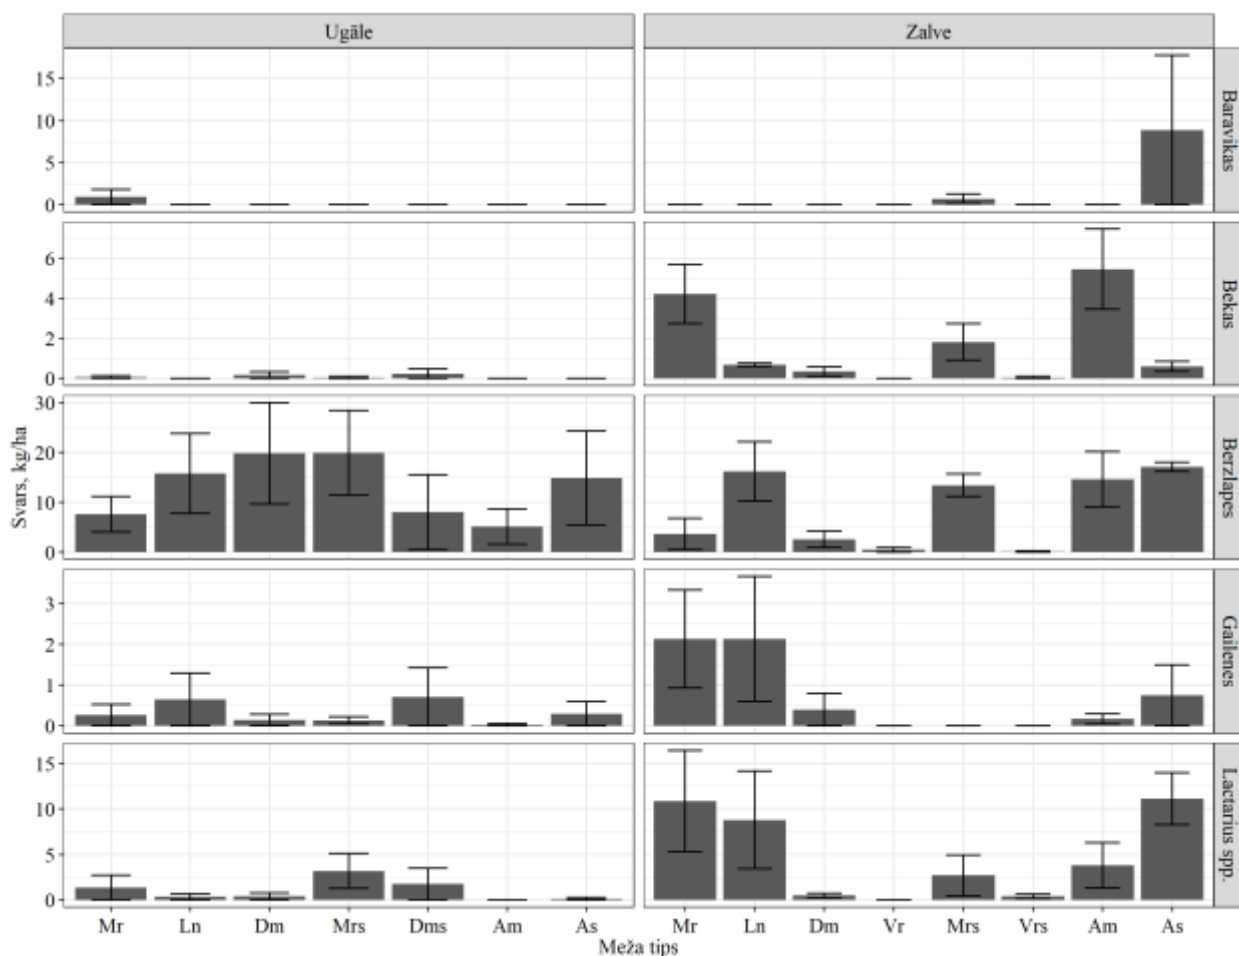 Ugāle Zalve
15
10
5
0
Baravikas
6
4
2
0
Bekas
30
20
10
0
Berzlapes
3
2
1
0
Gailenes
15
10
5
0
Lactarius spp.
Svars, kg/ha
Mr Ln Dm Mrs Dms Am As Mr Ln Dm Vr Mrs Vrs Am As
Meža tips